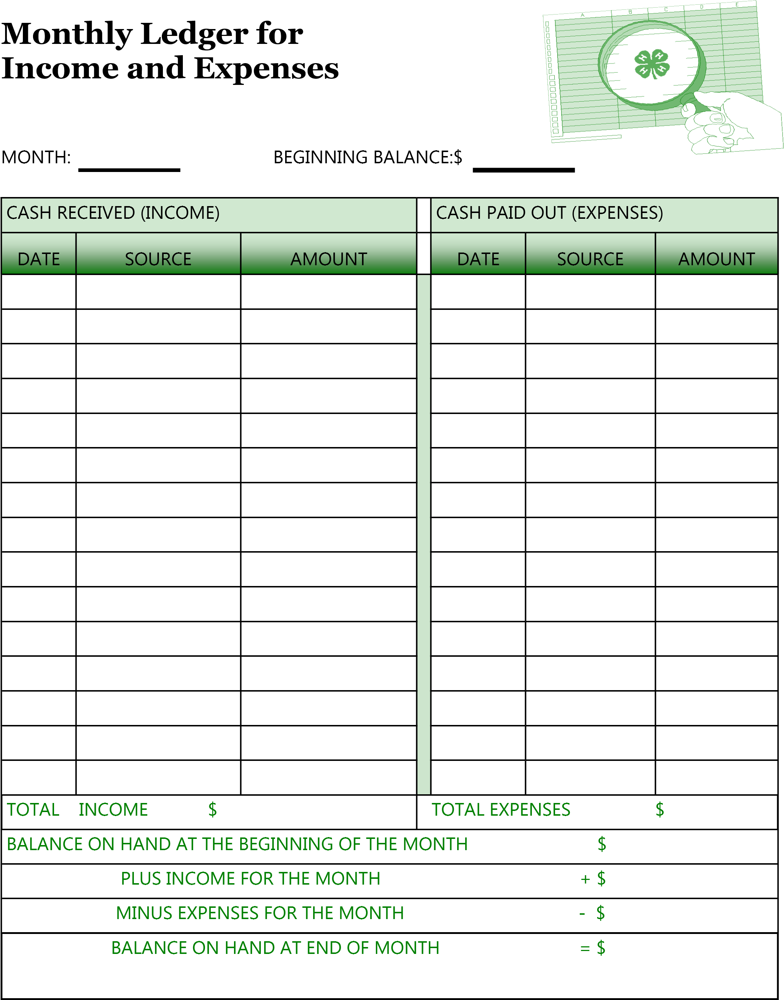 A B C D E
Monthly Ledger for
Income and Expenses
H H
H H
MONTH: BEGINNING BALANCE:$
CASH RECEIVED (INCOME) CASH PAID OUT (EXPENSES)
DATE SOURCE AMOUNT DATE SOURCE AMOUNT
TOTAL INCOME $ TOTAL EXPENSES $
BALANCE ON HAND AT THE BEGINNING OF THE MONTH $
PLUS INCOME FOR THE MONTH + $
MINUS EXPENSES FOR THE MONTH - $
BALANCE ON HAND AT END OF MONTH = $